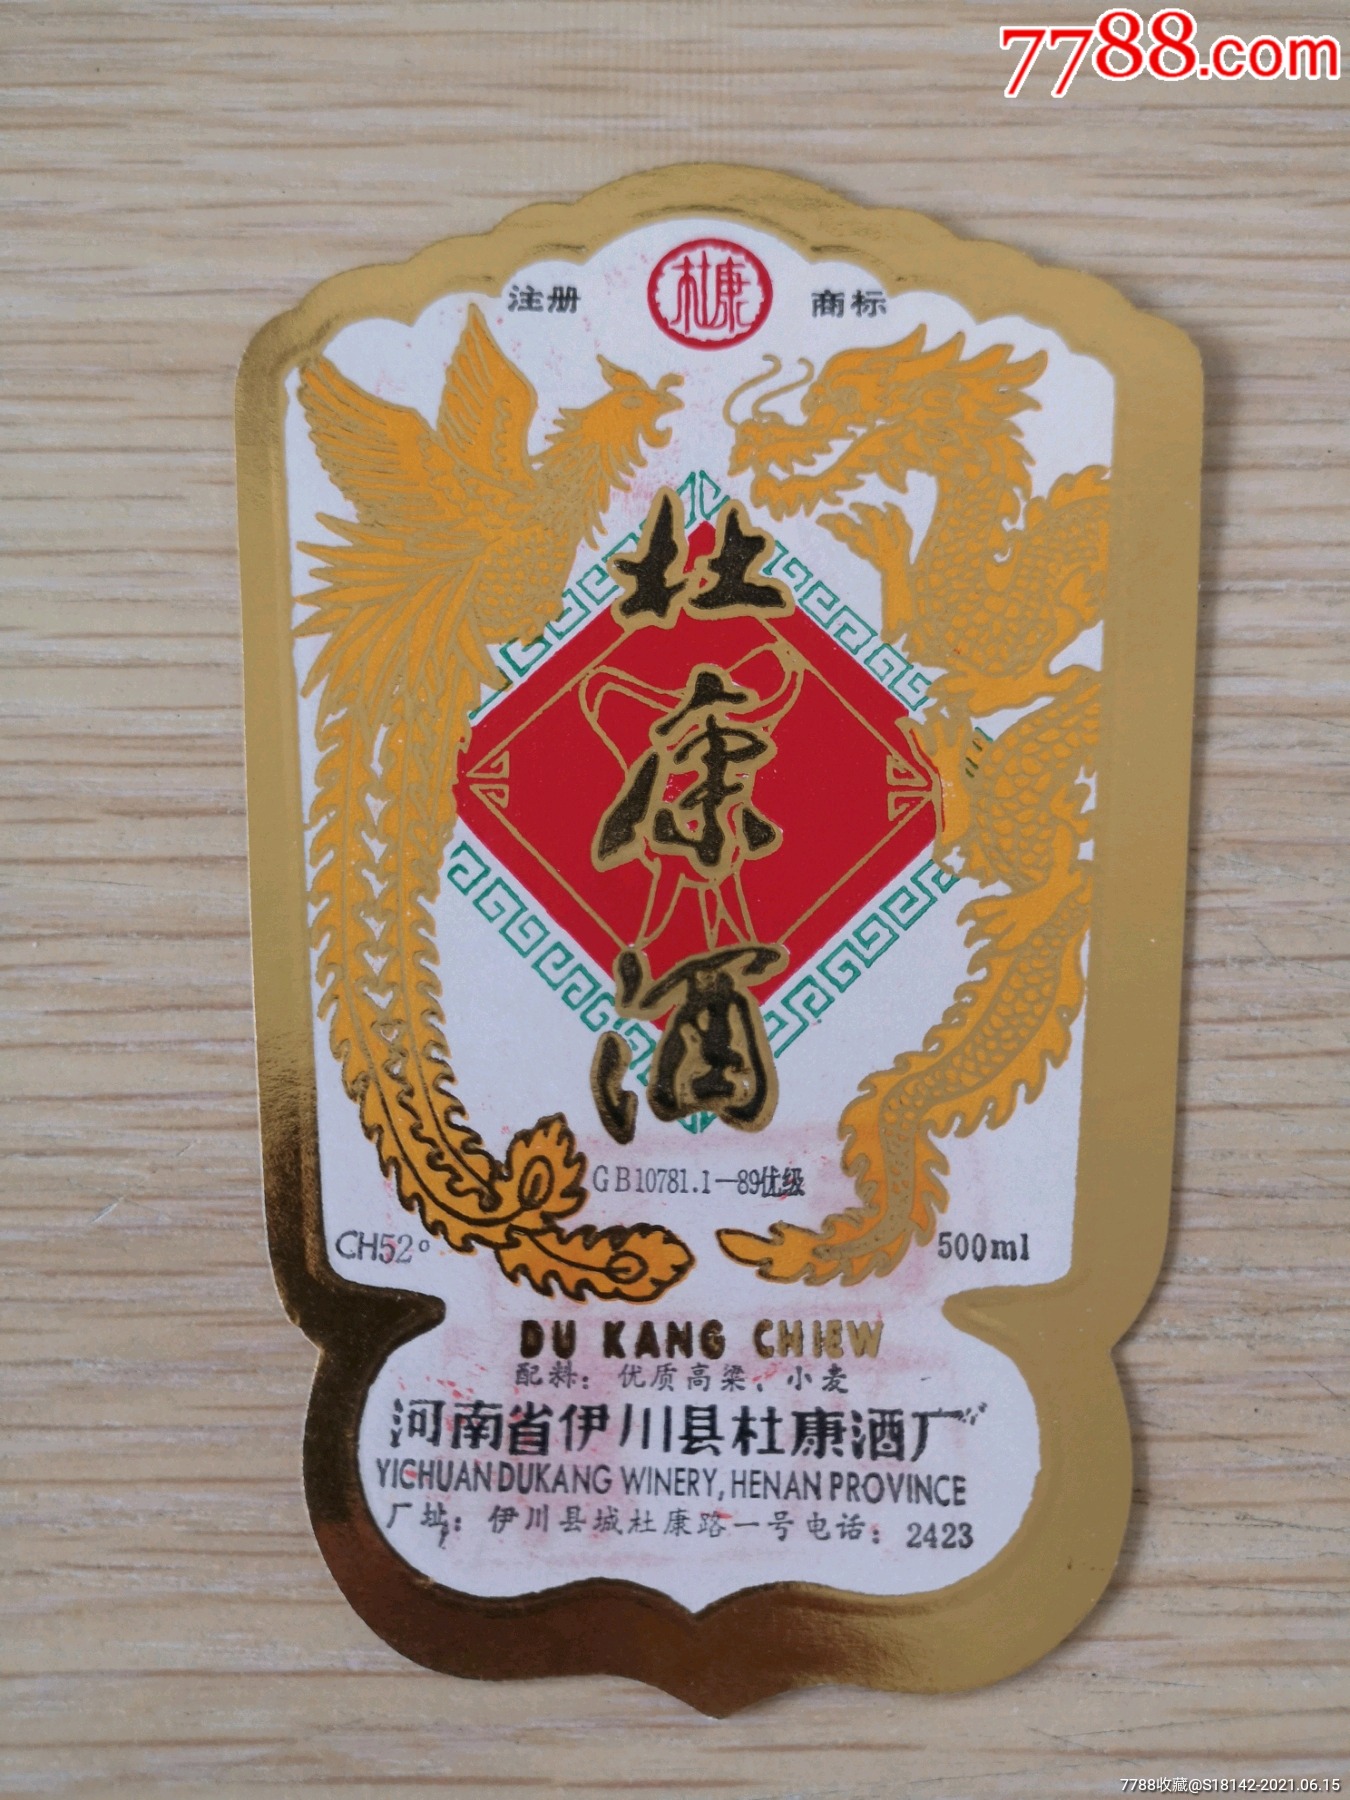 7788.com
注册 杜康 商标
杜康酒
GB10781.1—89优级
CH52° 500ml
DU KANG CHIEW
配料：优质高粱、小麦
河南省伊川县杜康酒厂
YICHUAN DUKANG WINERY, HENAN PROVINCE
厂址：伊川县城杜康路一号电话：2423
7788收藏@S18142-2021.06.15